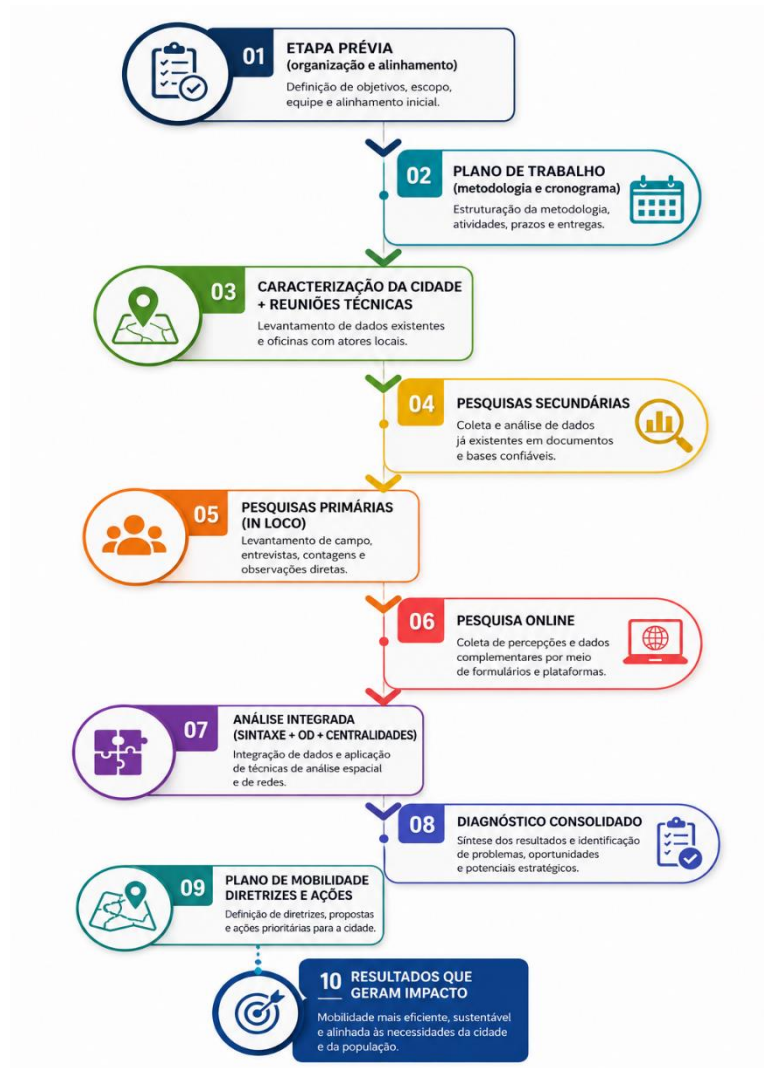 01
ETAPA PRÉVIA
(organização e alinhamento)
Definição de objetivos, escopo,
equipe e alinhamento inicial.
02
PLANO DE TRABALHO
(metodologia e cronograma)
Estruturação da metodologia,
atividades, prazos e entregas.
03
CARACTERIZAÇÃO DA CIDADE
+ REUNIÕES TÉCNICAS
Levantamento de dados existentes
e oficinas com atores locais.
04
PESQUISAS SECUNDÁRIAS
Coleta e análise de dados
já existentes em documentos
e bases confiáveis.
05
PESQUISAS PRIMÁRIAS
(IN LOCO)
Levantamento de campo,
entrevistas, contagens e
observações diretas.
06
PESQUISA ONLINE
Coleta de percepções e dados
complementares por meio
de formulários e plataformas.
07
ANÁLISE INTEGRADA
(SINTAXE + OD + CENTRALIDADES)
Integração de dados e aplicação
de técnicas de análise espacial
e de redes.
08
DIAGNÓSTICO CONSOLIDADO
Síntese dos resultados e identificação
de problemas, oportunidades
e potenciais estratégicos.
09
PLANO DE MOBILIDADE
DIRETRIZES E AÇÕES
Definição de diretrizes, propostas
e ações prioritárias para a cidade.
10
RESULTADOS QUE
GERAM IMPACTO
Mobilidade mais eficiente, sustentável
e alinhada às necessidades da cidade
e da população.